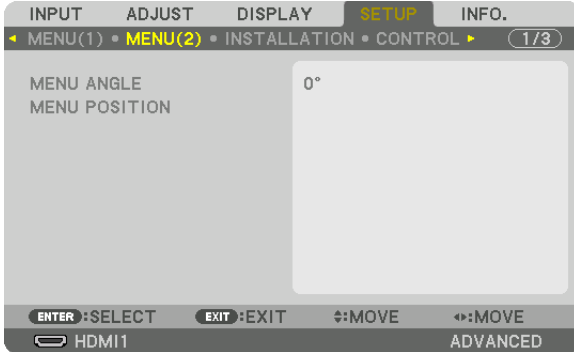 INPUT ADJUST DISPLAY SETUP INFO.
◄ MENU(1) • MENU(2) • INSTALLATION • CONTROL ► 1/3
MENU ANGLE 0°
MENU POSITION
ENTER :SELECT EXIT :EXIT :MOVE :MOVE
HDMI1 ADVANCED